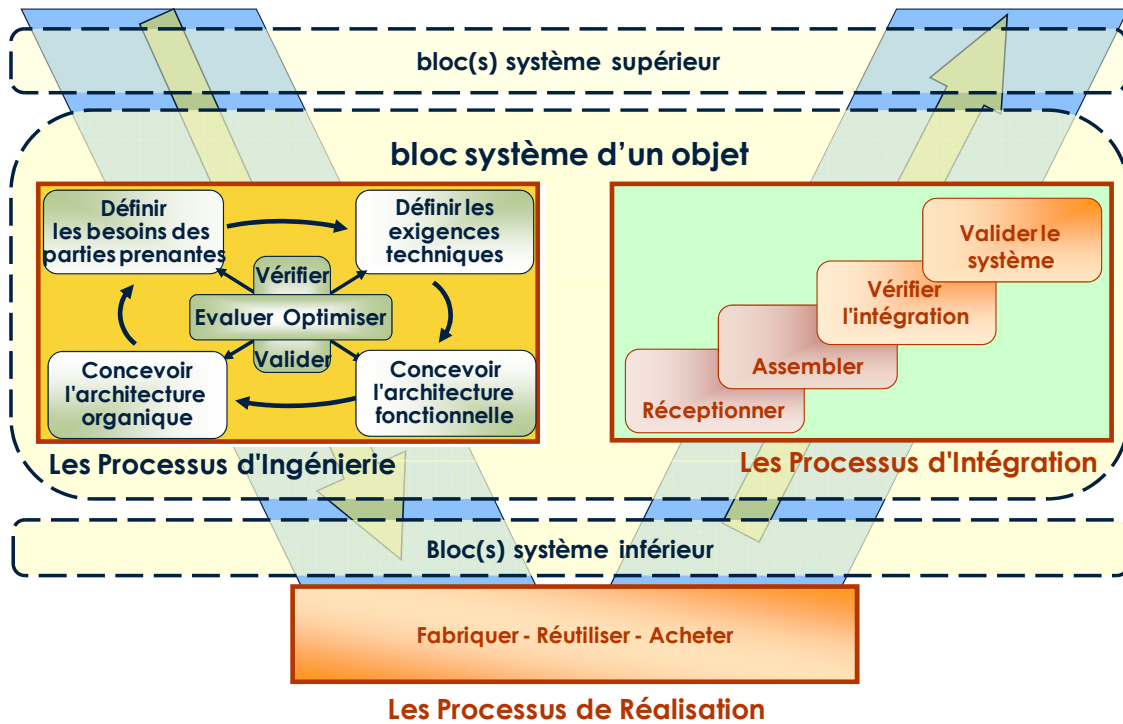 bloc(s) système supérieur
bloc système d'un objet
Définir
les besoins des
parties prenantes
Définir les
exigences
techniques
Vérifier
Evaluer Optimiser
Valider
Concevoir
l'architecture
organique
Concevoir
l'architecture
fonctionnelle
Les Processus d'Ingénierie
Valider le
système
Vérifier
l'intégration
Assembler
Réceptionner
Les Processus d'Intégration
Bloc(s) système inférieur
Fabriquer - Réutiliser - Acheter
Les Processus de Réalisation